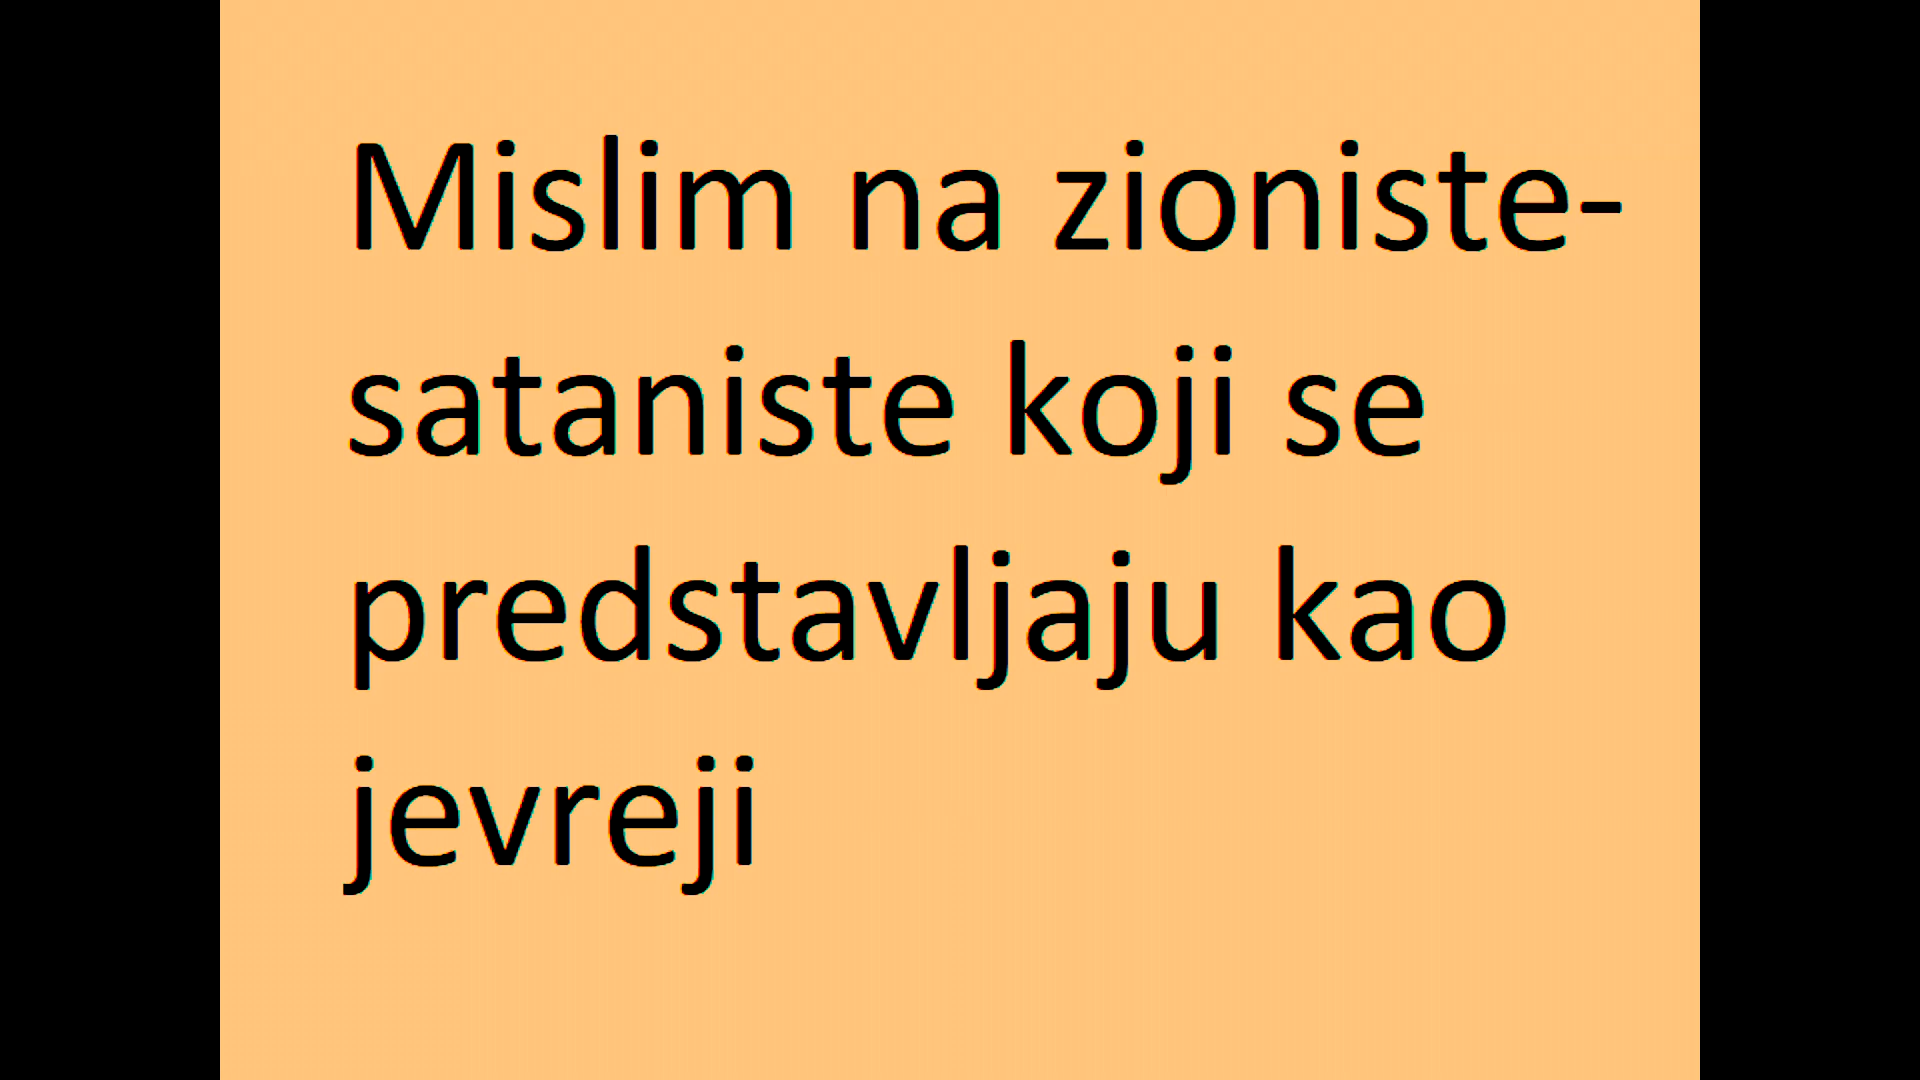 Mislim na zioniste-
sataniste koji se
predstavljaju kao
jevreji